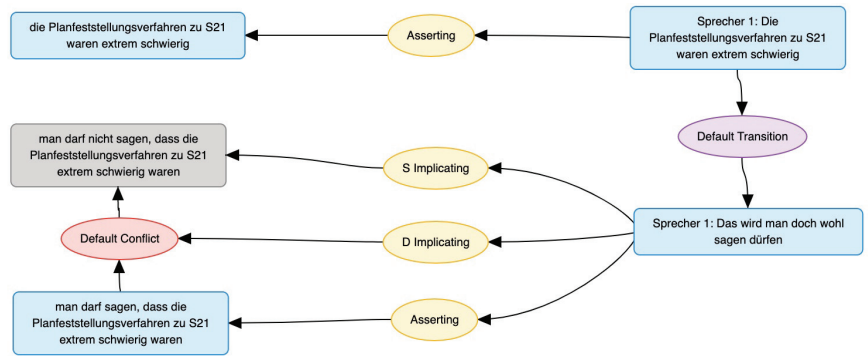 die Planfeststellungsverfahren zu S21
waren extrem schwierig
Asserting
Sprecher 1: Die
Planfeststellungsverfahren zu S21
waren extrem schwierig
Default Transition
man darf nicht sagen, dass die
Planfeststellungsverfahren zu S21
extrem schwierig waren
S Implicating
Sprecher 1: Das wird man doch wohl
sagen dürfen
Default Conflict
D Implicating
man darf sagen, dass die
Planfeststellungsverfahren zu S21
extrem schwierig waren
Asserting